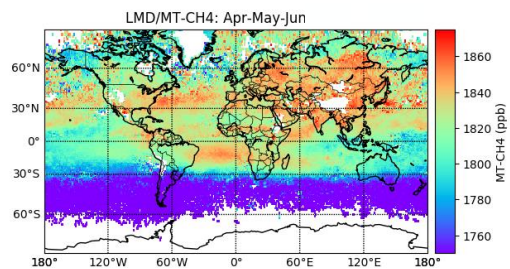 LMD/MT-CH4: Apr-May-Jun
60°N
30°N
0°
30°S
60°S
180° 120°W 60°W 0° 60°E 120°E 180°
1860
1840
1820
1800
1780
1760
MT-CH4 (ppb)